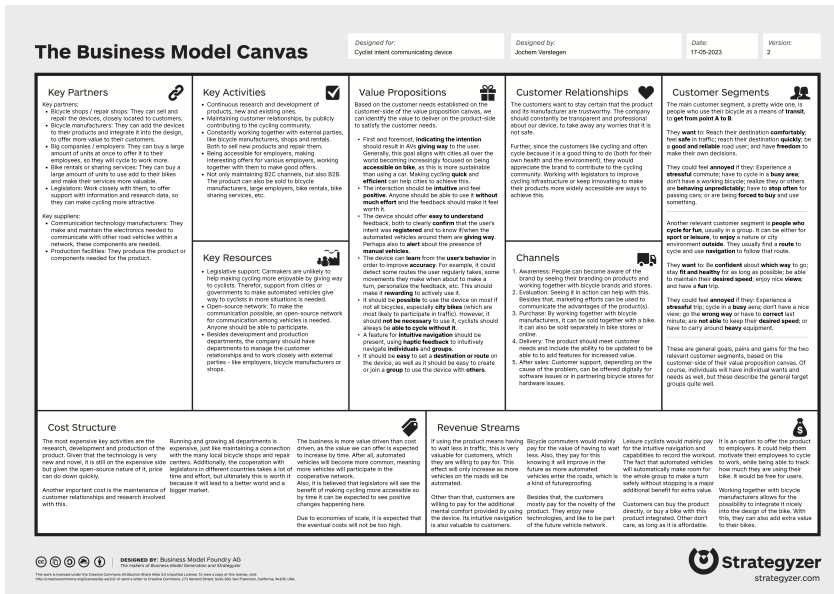 The Business Model Canvas
Designed for:
Cyclist intent communicating device
Designed by:
Jochem Verstegen
Date:
17-05-2023
Version:
2
Key Partners
Key partners:
• Bicycle shops / repair shops: They can sell and
repair the devices, closely located to customers.
• Bicycle manufacturers: They can add the devices
to their products and integrate it into the design,
to offer more value to their customers.
• Big companies / employers: They can buy a large
amount of units at once to offer it to their
employees, so they will cycle to work more.
• Bike rentals or sharing services: They can buy a
large amount of units to use add to their bikes
and make their services more valuable.
• Legislators: Work closely with them, to offer
support with information and research data, so
they can make cycling more attractive.
Key suppliers:
• Communication technology manufacturers: They
make and maintain the electronics needed to
communicate with other road vehicles within a
network, these components are needed.
• Production facilities: They produce the product or
components needed for the product.
Key Activities
• Continuous research and development of
products, new and existing ones.
• Maintaining customer relationships, by publicly
contributing to the cycling community.
• Constantly working together with external parties,
like bicycle manufacturers, shops and rentals.
Both to sell new products and repair them.
• Being accessible for employers, making
interesting offers for various employers, working
together with them to make good offers.
• Not only maintaining B2C channels, but also B2B.
The product can also be sold to bicycle
manufacturers, large employers, bike rentals, bike
sharing services, etc.
Key Resources
• Legislative support: Carmakers are unlikely to
help making cycling more enjoyable by giving way
to cyclists. Therefor, support from cities or
governments to make automated vehicles give
way to cyclists in more situations is needed.
• Open-source network: To make the
communication possible, an open-source network
for communication among vehicles is needed.
Anyone should be able to participate.
• Besides development and production
departments, the company should have
departments to manage the customer
relationships and to work closely with external
parties - like employers, bicycle manufacturers or
shops.
Value Propositions
Based on the customer needs established on the
customer-side of the value proposition canvas, we
can identify the value to deliver on the product-side
to satisfy the customer needs.
• First and foremost, indicating the intention
should result in AVs giving way to the user.
Generally, this goal aligns with cities all over the
world becoming increasingly focused on being
accessible on bike, as this is more sustainable
than using a car. Making cycling quick and
efficient can help cities to achieve this.
• The interaction should be intuitive and feel
positive. Anyone should be able to use it without
much effort and the feedback should make it feel
worth it.
• The device should offer easy to understand
feedback, both to clearly confirm that the user's
intent was registered and to know if/when the
automated vehicles around them are giving way.
Perhaps also to alert about the presence of
manual vehicles.
• The device can learn from the user's behavior in
order to improve accuracy. For example, it could
detect some routes the user regularly takes, some
movements they make when about to make a
turn, personalize the feedback, etc. This should
make it rewarding to actively use it.
• It should be possible to use the device on most if
not all bicycles, especially city bikes (which are
most likely to participate in traffic). However, it
should not be necessary to use it, cyclists should
always be able to cycle without it.
• A feature for intuitive navigation should be
present, using haptic feedback to intuitively
navigate individuals and groups.
• It should be easy to set a destination or route on
the device, as well as it should be easy to create
or join a group to use the device with others.
Customer Relationships
The customers want to stay certain that the product
and its manufacturer are trustworthy. The company
should constantly be transparent and professional
about our device, to take away any worries that it is
not safe.
Further, since the customers like cycling and often
cycle because it is a good thing to do (both for their
own health and the environment), they would
appreciate the brand to contribute in the cycling
community. Working with legislators to improve
cycling infrastructure or keep innovating to make
their products more widely accessible are ways to
achieve this.
Channels
1. Awareness: People can become aware of the
brand by seeing their branding on products and
working together with bicycle brands and stores.
2. Evaluation: Seeing it in action can help with this.
Besides that, marketing efforts can be used to
communicate the advantages of the product(s).
3. Purchase: By working together with bicycle
manufacturers, it can be sold together with a bike.
It can also be sold separately in bike stores or
online.
4. Delivery: The product should meet customer
needs and include the ability to be updated to be
able to add features for increased value.
5. After sales: Customer support, depending on the
cause of the problem, can be offered digitally for
software issues or in partnering bicycle stores for
hardware issues.
Customer Segments
The main customer segment, a pretty wide one, is
people who use their bicycle as a means of transit,
to get from point A to B.
They want to: Reach their destination comfortably;
feel safe in traffic; reach their destination quickly; be
a good and reliable road user; and have freedom to
make their own decisions.
They could feel annoyed if they: Experience a
stressful commute; have to cycle in a busy area;
don't have a working bicycle; realize they or others
are behaving unpredictably; have to stop often for
passing cars; or are being forced to buy and use
something.
Another relevant customer segment is people who
cycle for fun, usually in a group. It can be either for
sport or leisure, to enjoy a nature or city
environment outside. They usually find a route to
cycle and use navigation to follow that route.
They want to: Be confident about which way to go;
stay fit and healthy for as long as possible; be able
to maintain their desired speed; enjoy nice views;
and have a fun trip.
They could feel annoyed if they: Experience a
stressful trip; cycle in a busy area; don't have a nice
view; go the wrong way or have to correct last
minute; are not able to keep their desired speed; or
have to carry around heavy equipment.
These are general goals, pains and gains for the two
relevant customer segments, based on the
customer-side of their value proposition canvas. Of
course, individuals will have individual wants and
needs as well, but these describe the general target
groups quite well.
Cost Structure
The most expensive key activities are the
research, development and production of the
product. Given that the technology is very
new and novel, it is still on the expensive side
but given the open-source nature of it, price
can do down quickly.
Another important cost is the maintenance of
customer relationships and research involved
with this.
Running and growing all departments is
expensive, just like maintaining a connection
with the many local bicycle shops and repair
centers. Additionally, the cooperation with
legislators in different countries takes a lot of
time and effort, but ultimately this is worth it
because it will lead to a better world and a
bigger market.
The business is more value driven than cost
driven, as the value we can offer is expected
to increase by time. After all, automated
vehicles will become more common, meaning
more vehicles will participate in the
cooperative network.
Also, it is believed that legislators will see the
benefit of making cycling more accessible so
by time it can be expected to see positive
changes happening here.
Due to economies of scale, it is expected that
the eventual costs will not be too high.
Revenue Streams
If using the product means having
to wait less in traffic, this is very
valuable for customers, which
they are willing to pay for. This
effect will only increase as more
vehicles on the roads will be
automated.
Other than that, customers are
willing to pay for the additional
mental comfort provided by using
the device. Its intuitive navigation
is also valuable to customers.
Bicycle commuters would mainly
pay for the value of having to wait
less. Also, they pay for this
knowing it will improve in the
future as more automated
vehicles enter the roads, which is
a kind of futureproofing.
Besides that, the customers
mostly pay for the novelty of the
product. They enjoy new
technologies, and like to be part
of the future vehicle network.
Leisure cyclists would mainly pay
for the intuitive navigation and
capabilities to record the workout.
The fact that automated vehicles
will automatically make room for
the whole group to make a turn
safely without stopping is a major
additional benefit for extra value.
Customers can buy the product
directly, or buy a bike with this
product integrated. Other don't
care, as long as it is affordable.
It is an option to offer the product
to employers. It could help them
motivate their employees to cycle
to work, while being able to track
how much they are using their
bike. It would be free for users.
Working together with bicycle
manufacturers allows for the
possibility to integrate it nicely
into the design of the bike. With
this, they can also add extra value
to their bikes.
DESIGNED BY: Business Model Foundry AG
The makers of Business Model Generation and Strategyzer
This work is licensed under the Creative Commons Attribution-Share Alike 3.0 Unported License. To view a copy of this license, visit:
http://creativecommons.org/licenses/by-sa/3.0/ or send a letter to Creative Commons, 171 Second Street, Suite 300, San Francisco, California, 94105, USA.
Strategyzer
strategyzer.com